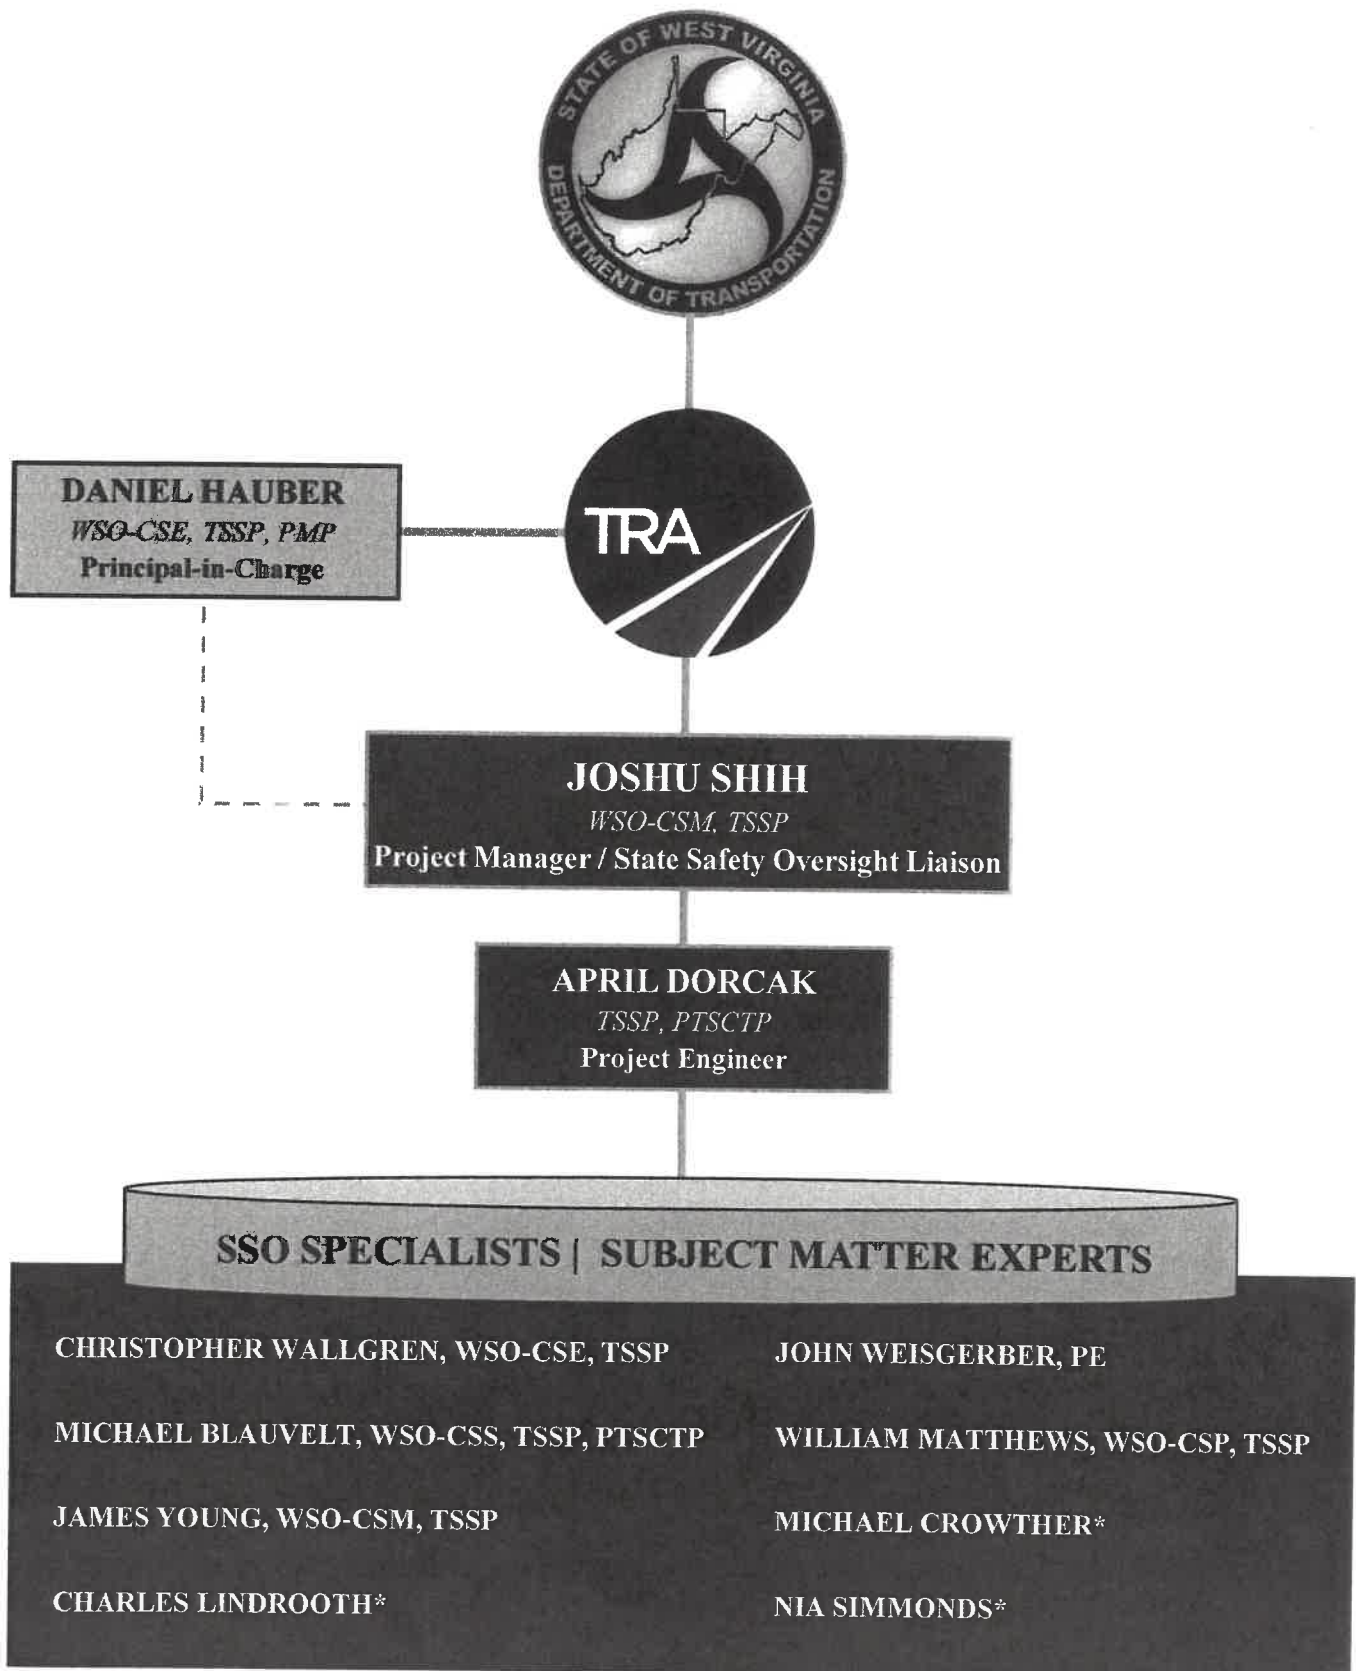 STATE OF WEST VIRGINIA
DEPARTMENT OF TRANSPORTATION
TRA
DANIEL HAUBER
WSO-CSE, TSSP, PMP
Principal-in-Charge
JOSHU SHIH
WSO-CSM, TSSP
Project Manager / State Safety Oversight Liaison
APRIL DORCAK
TSSP, PTSCTP
Project Engineer
SSO SPECIALISTS | SUBJECT MATTER EXPERTS
CHRISTOPHER WALLGREN, WSO-CSE, TSSP
JOHN WEISGERBER, PE
MICHAEL BLAUVELT, WSO-CSS, TSSP, PTSCTP
WILLIAM MATTHEWS, WSO-CSP, TSSP
JAMES YOUNG, WSO-CSM, TSSP
MICHAEL CROWTHER*
CHARLES LINDROOTH*
NIA SIMMONDS*